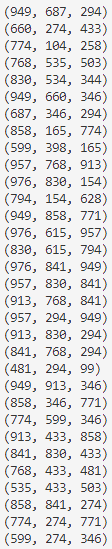 (949, 687, 294)
(660, 274, 433)
(774, 104, 258)
(768, 535, 503)
(830, 534, 344)
(949, 660, 346)
(687, 346, 294)
(858, 165, 774)
(599, 398, 165)
(957, 768, 913)
(976, 830, 154)
(794, 154, 628)
(949, 858, 771)
(976, 615, 957)
(830, 615, 794)
(976, 841, 949)
(957, 830, 841)
(913, 768, 841)
(957, 294, 949)
(913, 830, 294)
(841, 768, 294)
(481, 294, 99)
(949, 913, 346)
(858, 346, 771)
(774, 599, 346)
(913, 433, 858)
(841, 830, 433)
(768, 433, 481)
(535, 433, 503)
(858, 841, 274)
(774, 274, 771)
(599, 274, 346)